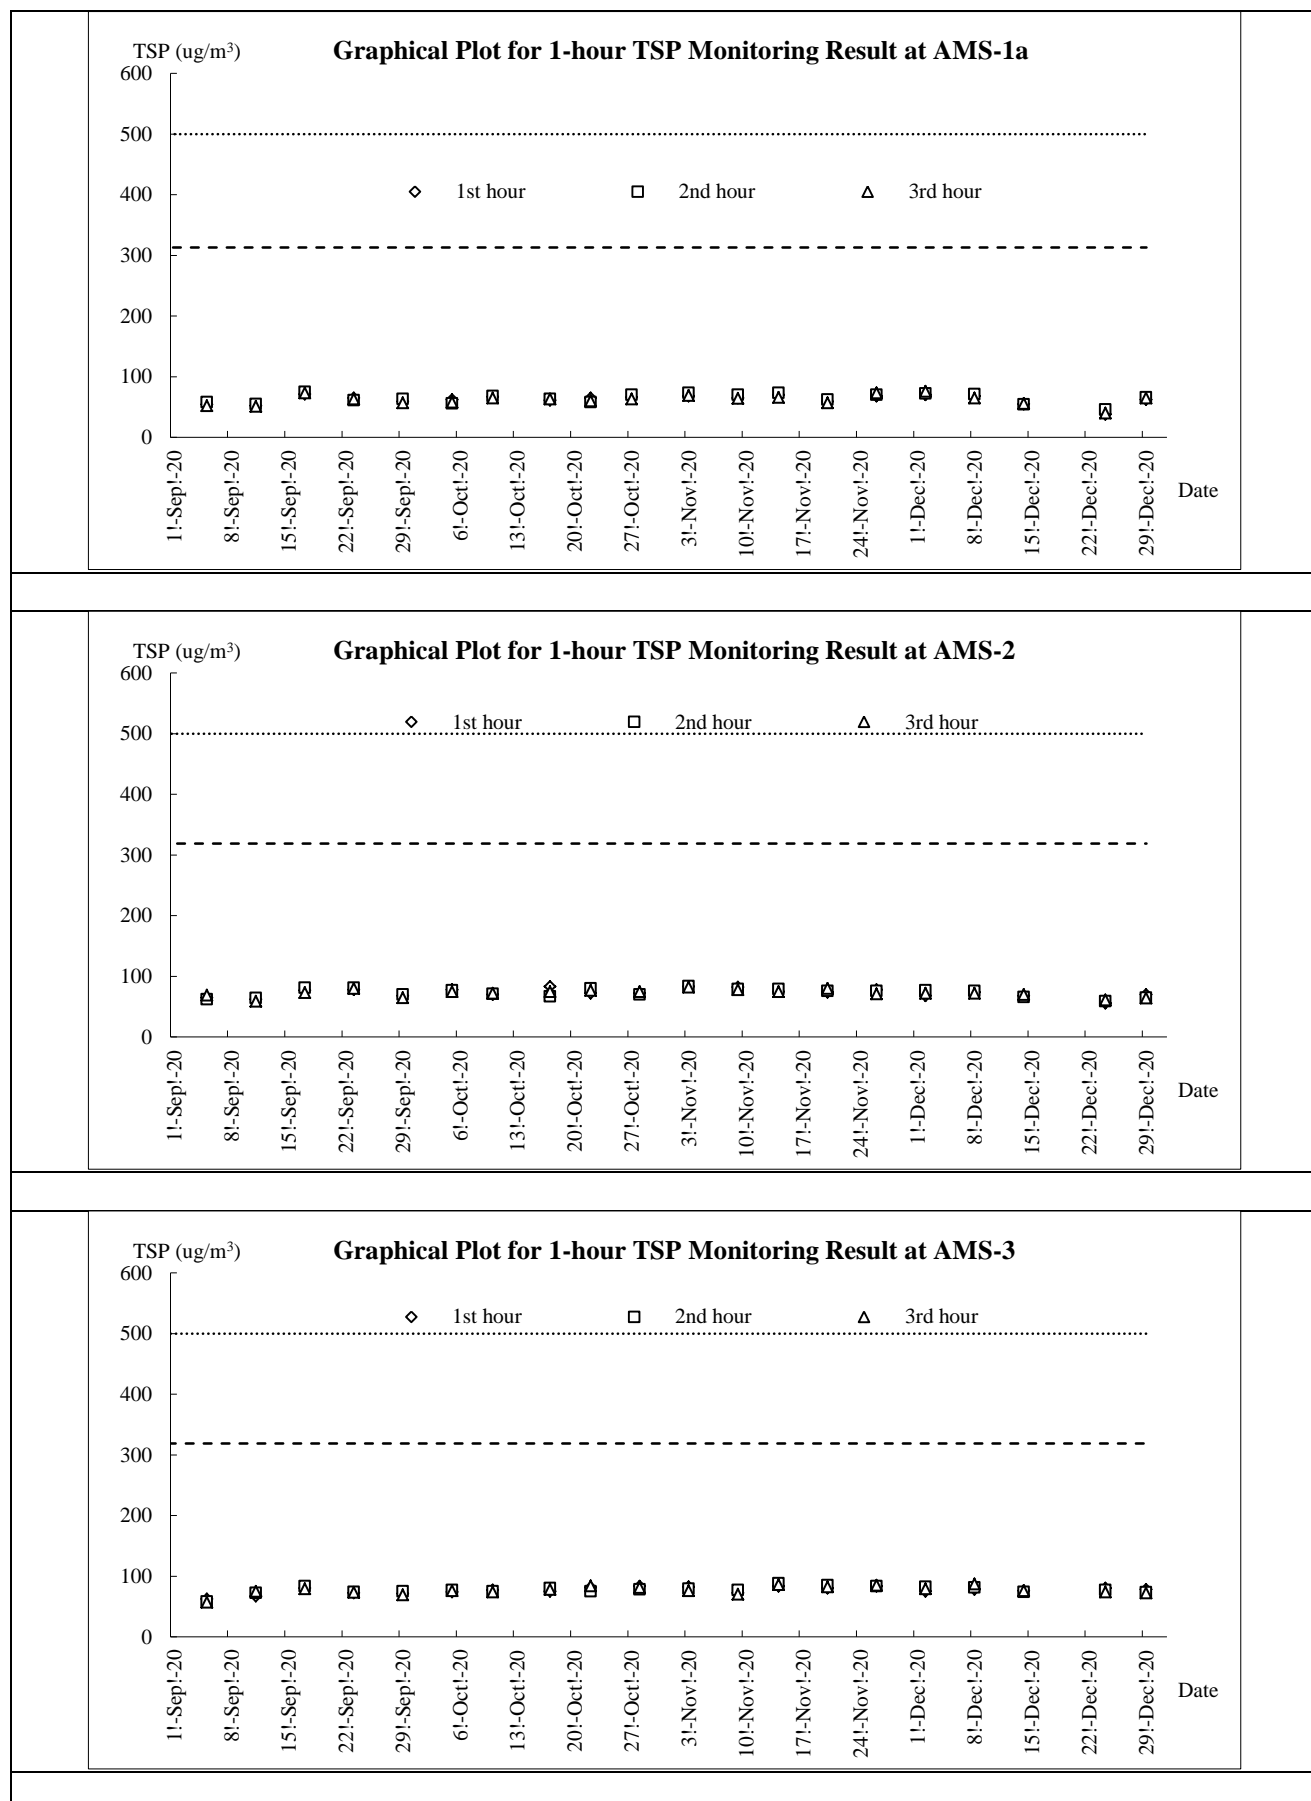 TSP (ug/m³) Graphical Plot for 1-hour TSP Monitoring Result at AMS-1a
600
500
400
1st hour 2nd hour 3rd hour
300
200
100
0
1!-Sep!-20 8!-Sep!-20 15!-Sep!-20 22!-Sep!-20 29!-Sep!-20 6!-Oct!-20 13!-Oct!-20 20!-Oct!-20 27!-Oct!-20 3!-Nov!-20 10!-Nov!-20 17!-Nov!-20 24!-Nov!-20 1!-Dec!-20 8!-Dec!-20 15!-Dec!-20 22!-Dec!-20 29!-Dec!-20
Date
TSP (ug/m³) Graphical Plot for 1-hour TSP Monitoring Result at AMS-2
600
1st hour 2nd hour 3rd hour
500
400
300
200
100
0
1!-Sep!-20 8!-Sep!-20 15!-Sep!-20 22!-Sep!-20 29!-Sep!-20 6!-Oct!-20 13!-Oct!-20 20!-Oct!-20 27!-Oct!-20 3!-Nov!-20 10!-Nov!-20 17!-Nov!-20 24!-Nov!-20 1!-Dec!-20 8!-Dec!-20 15!-Dec!-20 22!-Dec!-20 29!-Dec!-20
Date
TSP (ug/m³) Graphical Plot for 1-hour TSP Monitoring Result at AMS-3
600
1st hour 2nd hour 3rd hour
500
400
300
200
100
0
1!-Sep!-20 8!-Sep!-20 15!-Sep!-20 22!-Sep!-20 29!-Sep!-20 6!-Oct!-20 13!-Oct!-20 20!-Oct!-20 27!-Oct!-20 3!-Nov!-20 10!-Nov!-20 17!-Nov!-20 24!-Nov!-20 1!-Dec!-20 8!-Dec!-20 15!-Dec!-20 22!-Dec!-20 29!-Dec!-20
Date